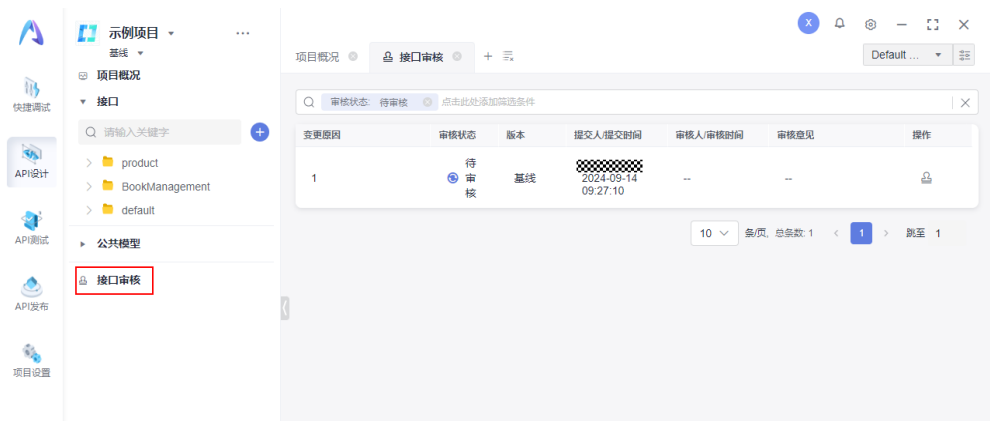 示例项目
基线
项目概况
接口
请输入关键字
product
BookManagement
default
公共模型
接口审核
快捷调试
API设计
API测试
API发布
项目设置
X
项目概况
接口审核
Default ...
审核状态: 待审核
点击此处添加筛选条件
变更原因 审核状态 版本 提交人/提交时间 审核人/审核时间 审核意见 操作
1 待审核 基线 2024-09-14 09:27:10 -- --
10 条/页, 总条数: 1 < 1 > 跳至 1